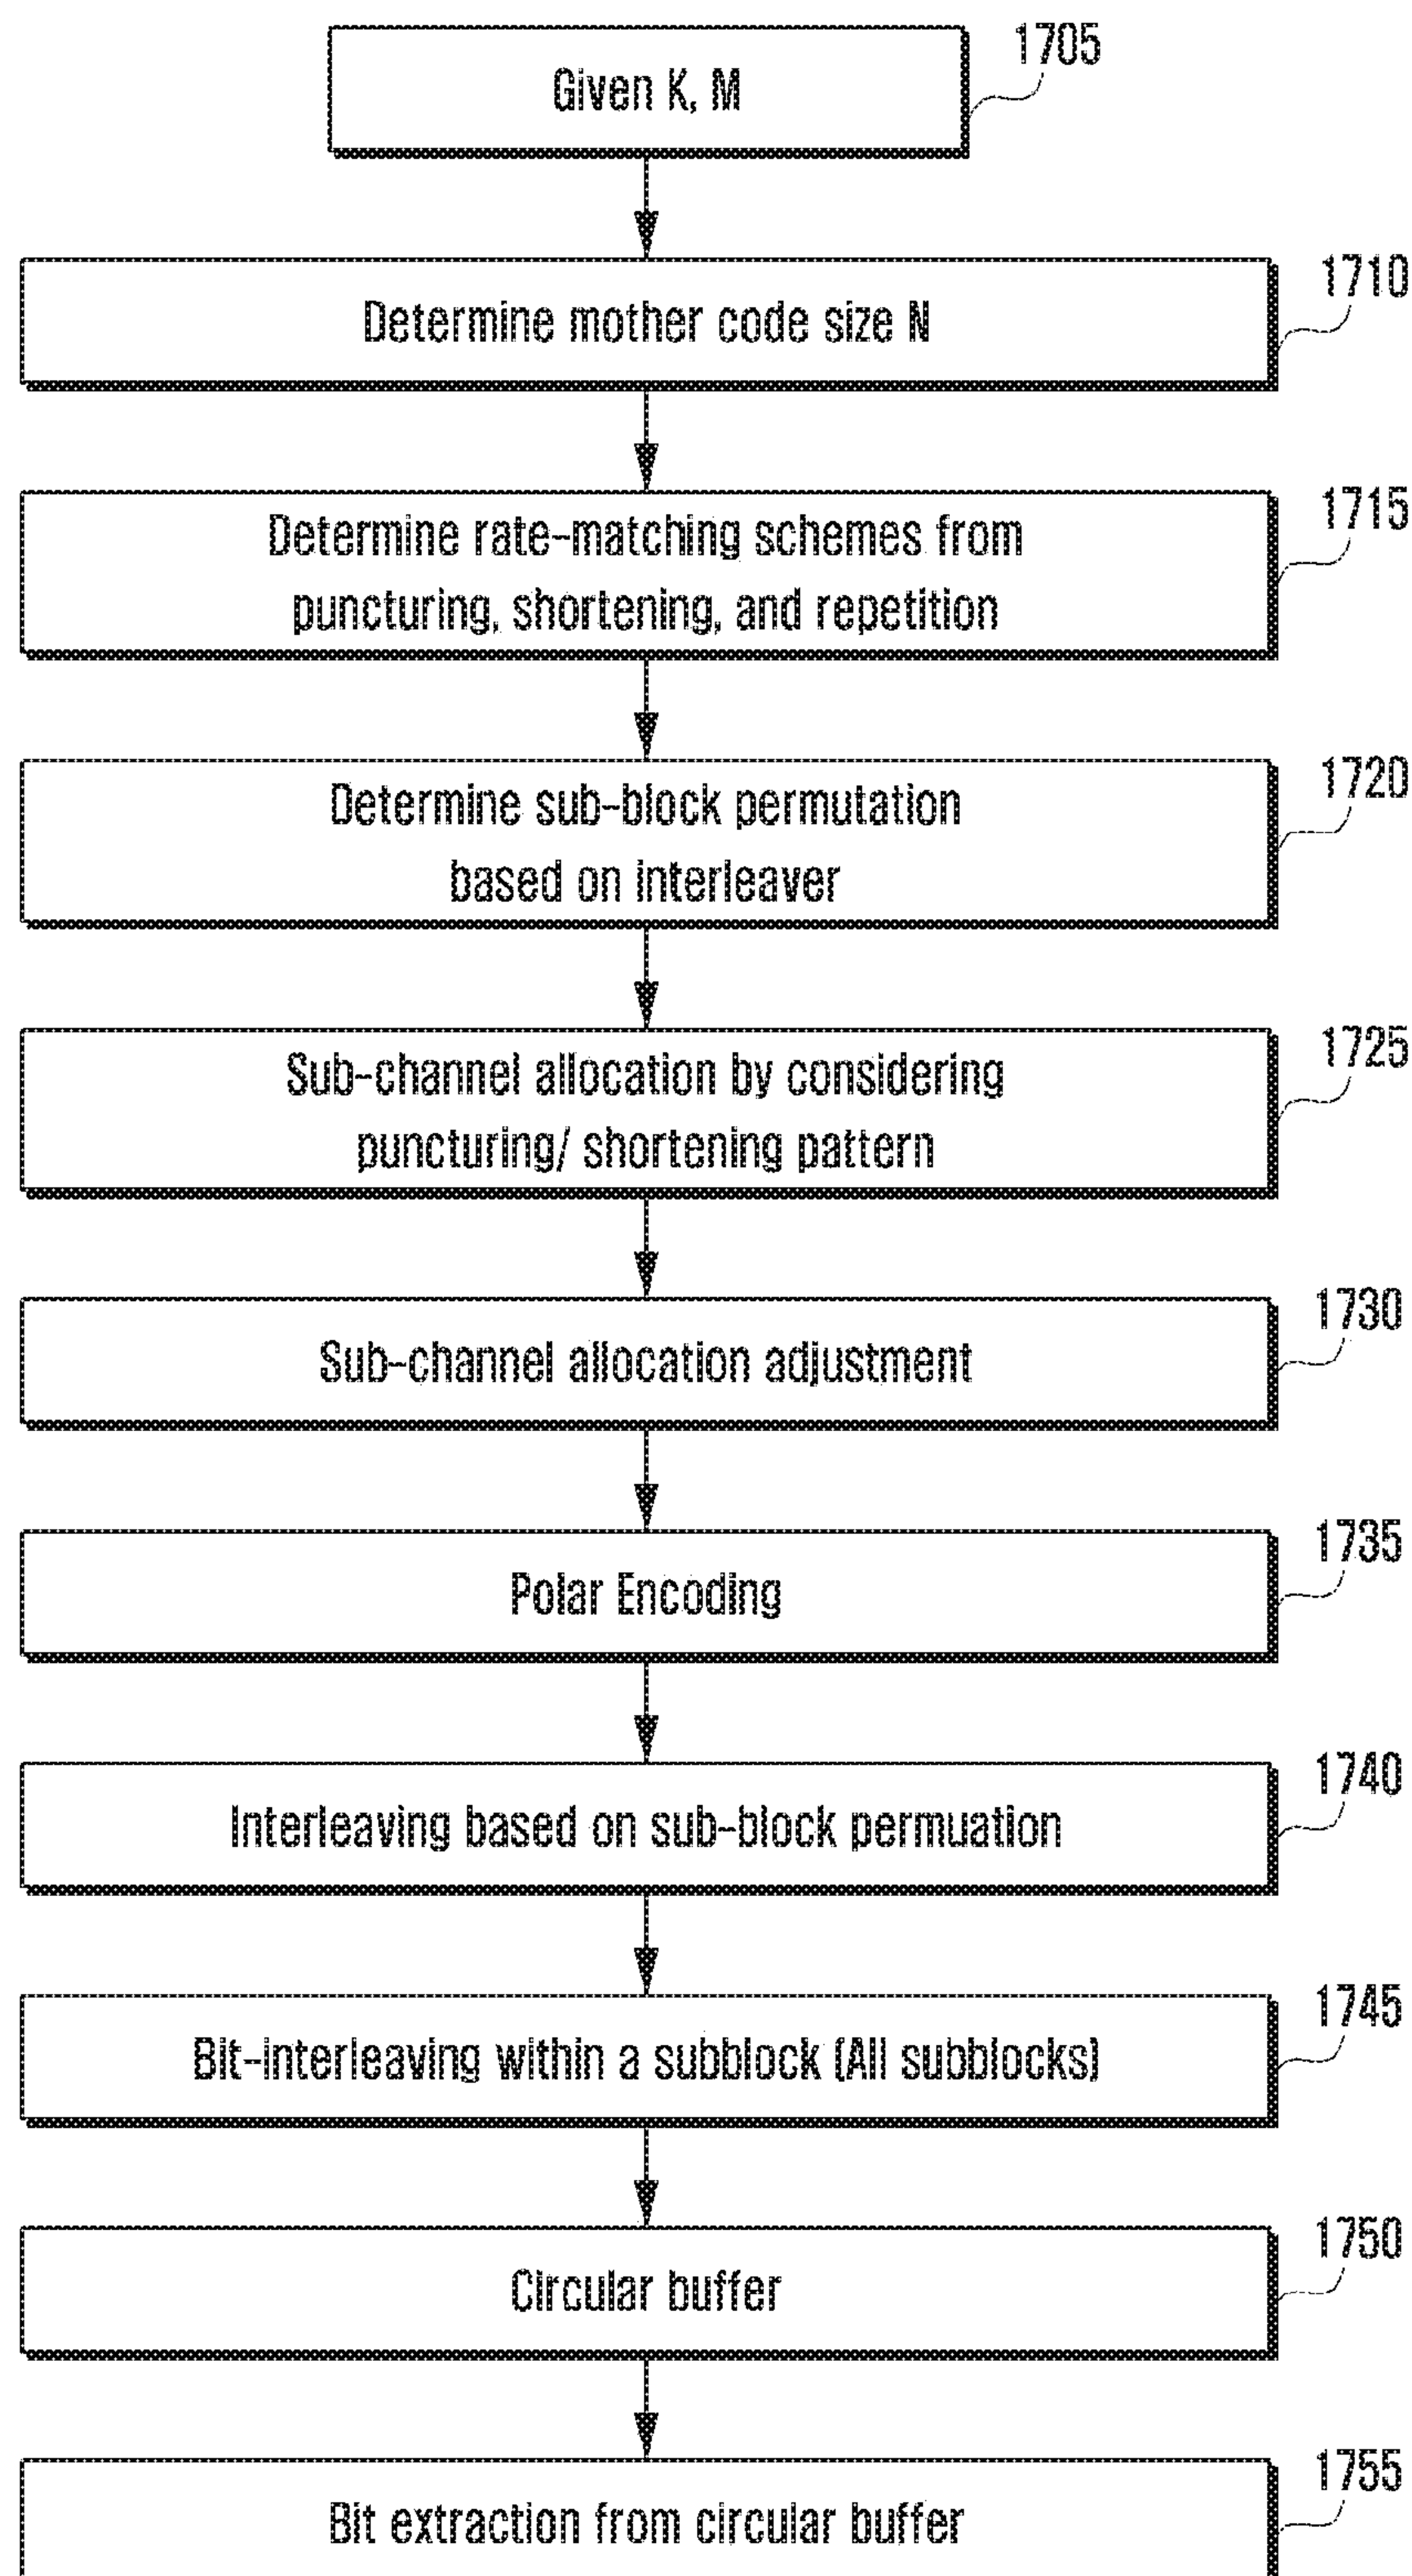 Given K, M
1705
Determine mother code size N
1710
Determine rate-matching schemes from
puncturing, shortening, and repetition
1715
Determine sub-block permutation
based on interleaver
1720
Sub-channel allocation by considering
puncturing/ shortening pattern
1725
Sub-channel allocation adjustment
1730
Polar Encoding
1735
Interleaving based on sub-block permuation
1740
Bit-interleaving within a subblock (All subblocks)
1745
Circular buffer
1750
Bit extraction from circular buffer
1755